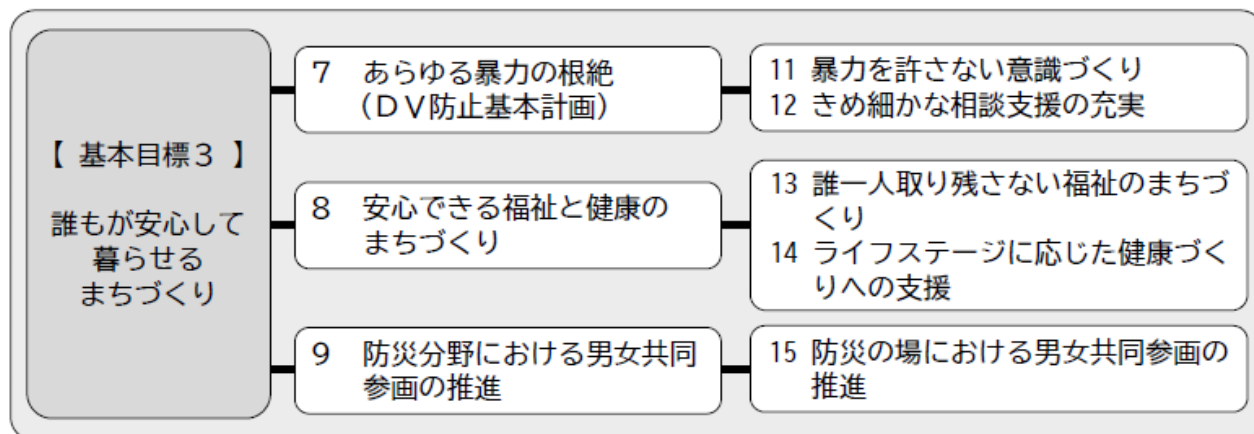 【 基本目標３ 】
誰もが安心して
暮らせる
まちづくり
７ あらゆる暴力の根絶
（ＤＶ防止基本計画）
11 暴力を許さない意識づくり
12 きめ細かな相談支援の充実
８ 安心できる福祉と健康の
まちづくり
13 誰一人取り残さない福祉のまちづ
くり
14 ライフステージに応じた健康づく
りへの支援
９ 防災分野における男女共同
参画の推進
15 防災の場における男女共同参画の
推進